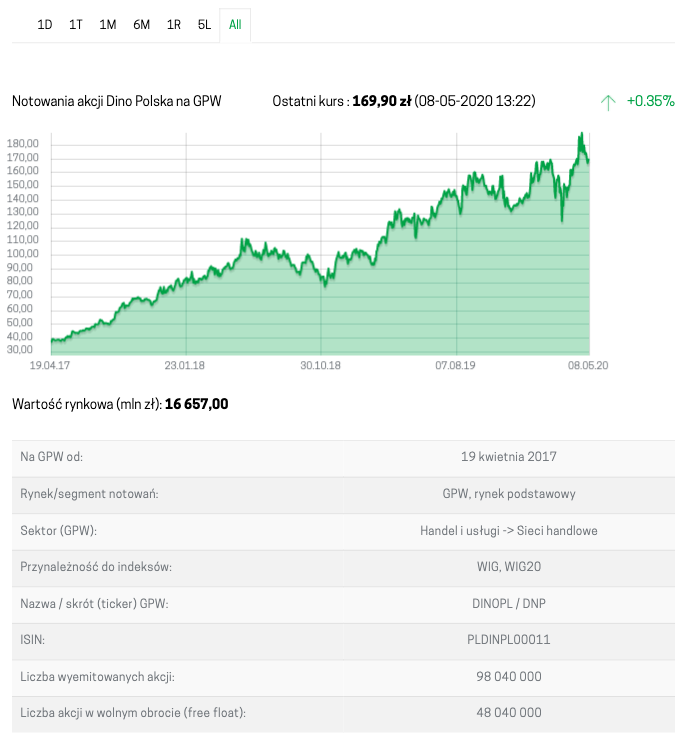 1D 1T 1M 6M 1R 5L All
Notowania akcji Dino Polska na GPW Ostatni kurs : 169,90 zł (08-05-2020 13:22) +0.35%
180,00
170,00
160,00
150,00
140,00
130,00
120,00
110,00
100,00
90,00
80,00
70,00
60,00
50,00
40,00
30,00
19.04.17 23.01.18 30.10.18 07.08.19 08.05.20
Wartość rynkowa (mln zł): 16 657,00
Na GPW od: 19 kwietnia 2017
Rynek/segment notowań: GPW, rynek podstawowy
Sektor (GPW): Handel i usługi -> Sieci handlowe
Przynależność do indeksów: WIG, WIG20
Nazwa / skrót (ticker) GPW: DINOPL / DNP
ISIN: PLDINPL00011
Liczba wyemitowanych akcji: 98 040 000
Liczba akcji w wolnym obrocie (free float): 48 040 000